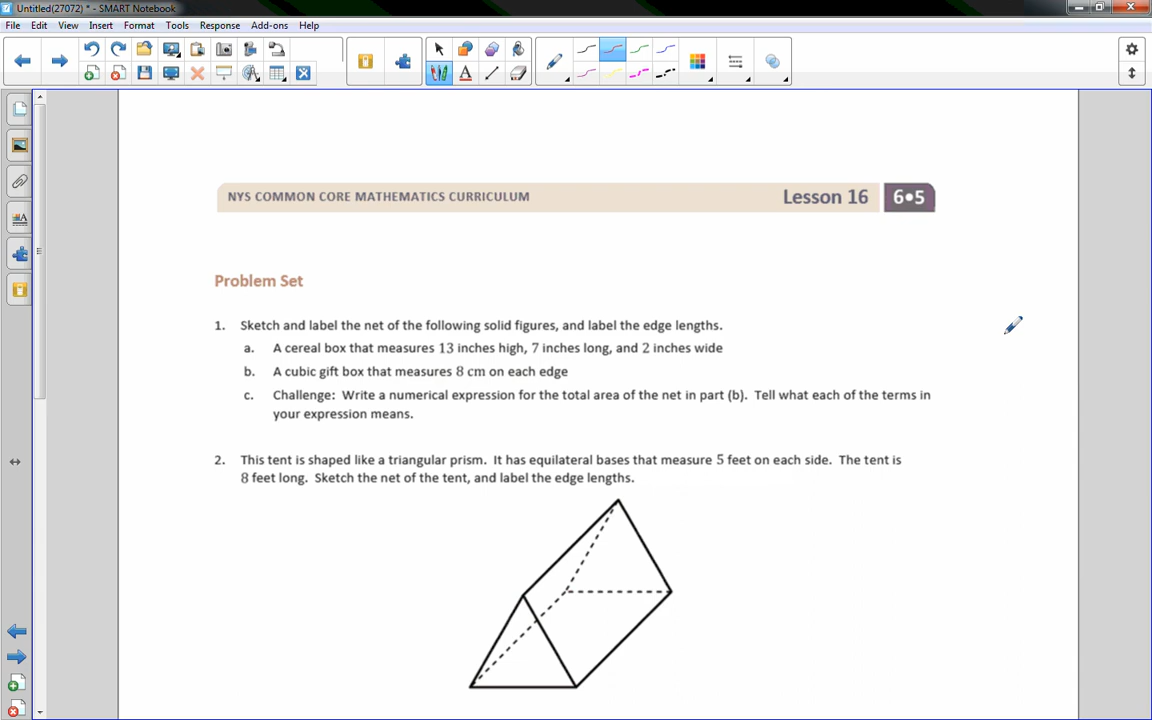 Untitled(27072) * - SMART Notebook
File Edit View Insert Format Tools Response Add-ons Help
NYS COMMON CORE MATHEMATICS CURRICULUM Lesson 16 6•5
Problem Set
1. Sketch and label the net of the following solid figures, and label the edge lengths.
a. A cereal box that measures 13 inches high, 7 inches long, and 2 inches wide
b. A cubic gift box that measures 8 cm on each edge
c. Challenge: Write a numerical expression for the total area of the net in part (b). Tell what each of the terms in
your expression means.
2. This tent is shaped like a triangular prism. It has equilateral bases that measure 5 feet on each side. The tent is
8 feet long. Sketch the net of the tent, and label the edge lengths.